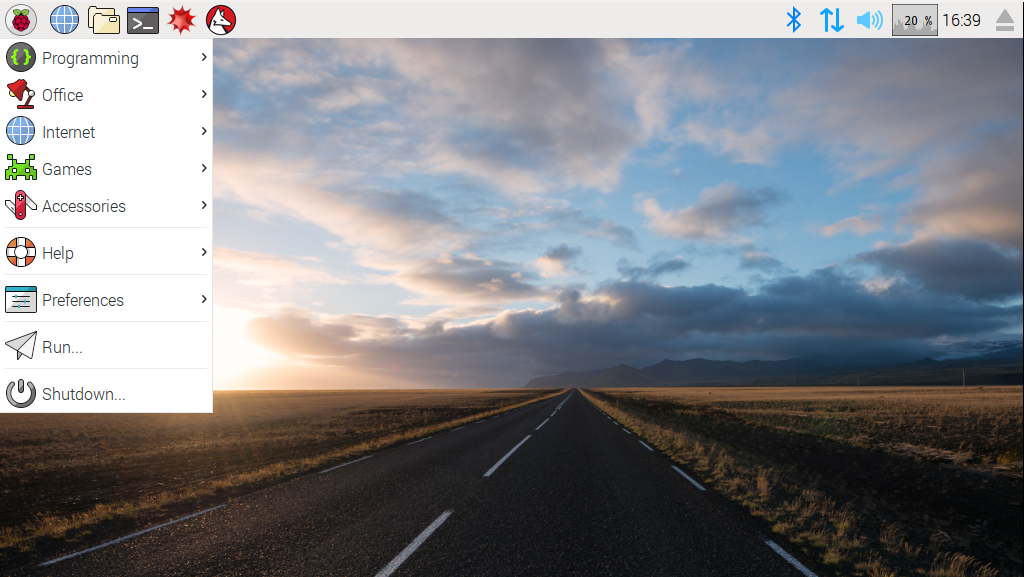 20 %
16:39
Programming
Office
Internet
Games
Accessories
Help
Preferences
Run...
Shutdown...